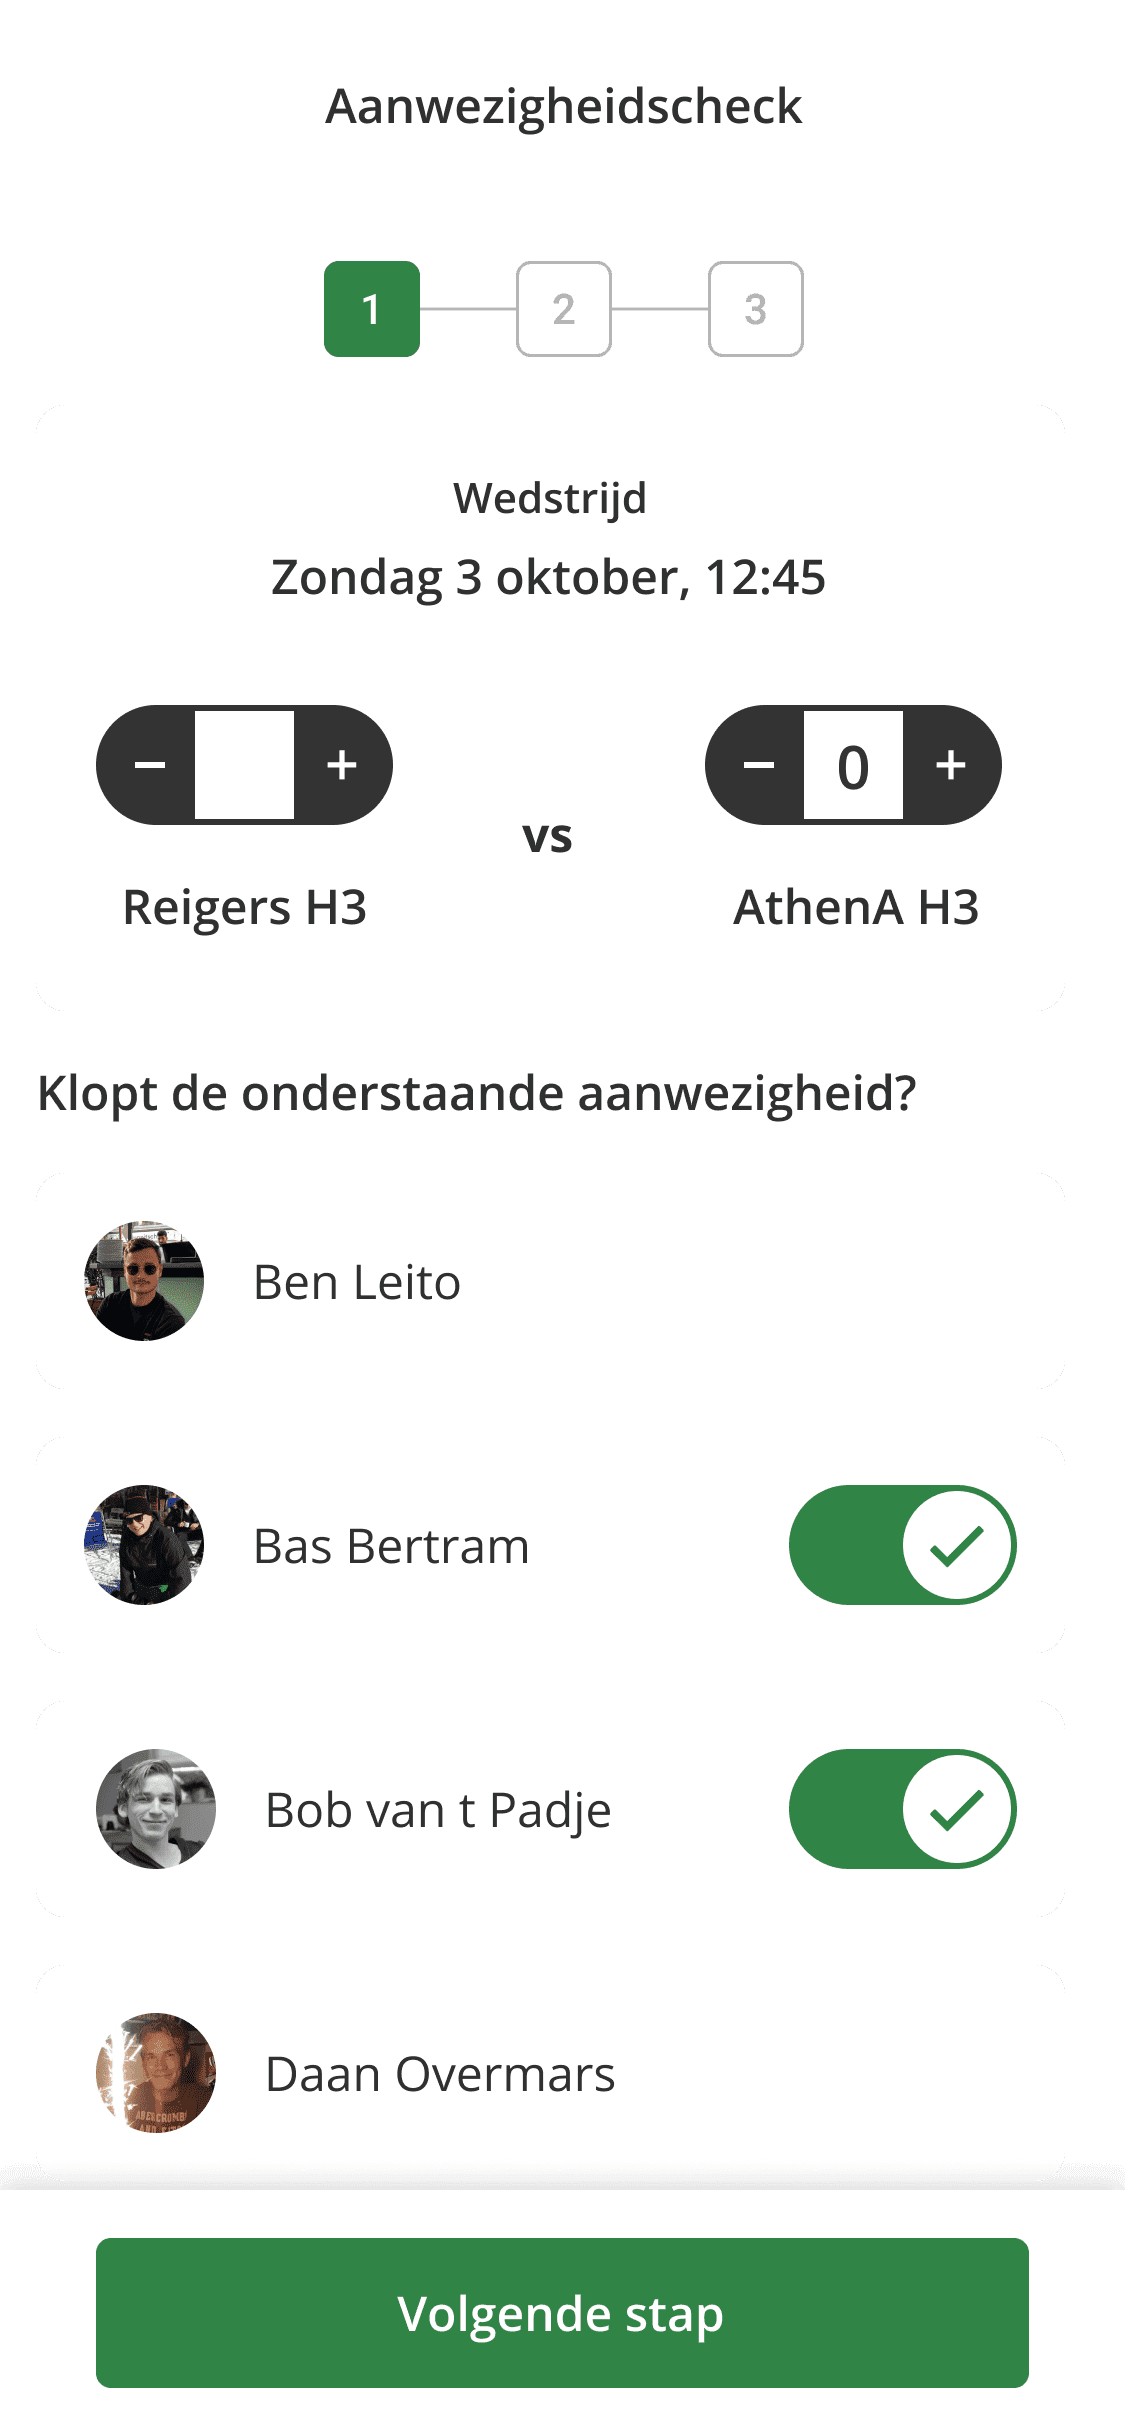 Aanwezigheidscheck
1 2 3
Wedstrijd
Zondag 3 oktober, 12:45
− + − 0 +
vs
Reigers H3 AthenA H3
Klopt de onderstaande aanwezigheid?
Ben Leito
Bas Bertram
Bob van t Padje
Daan Overmars
Volgende stap